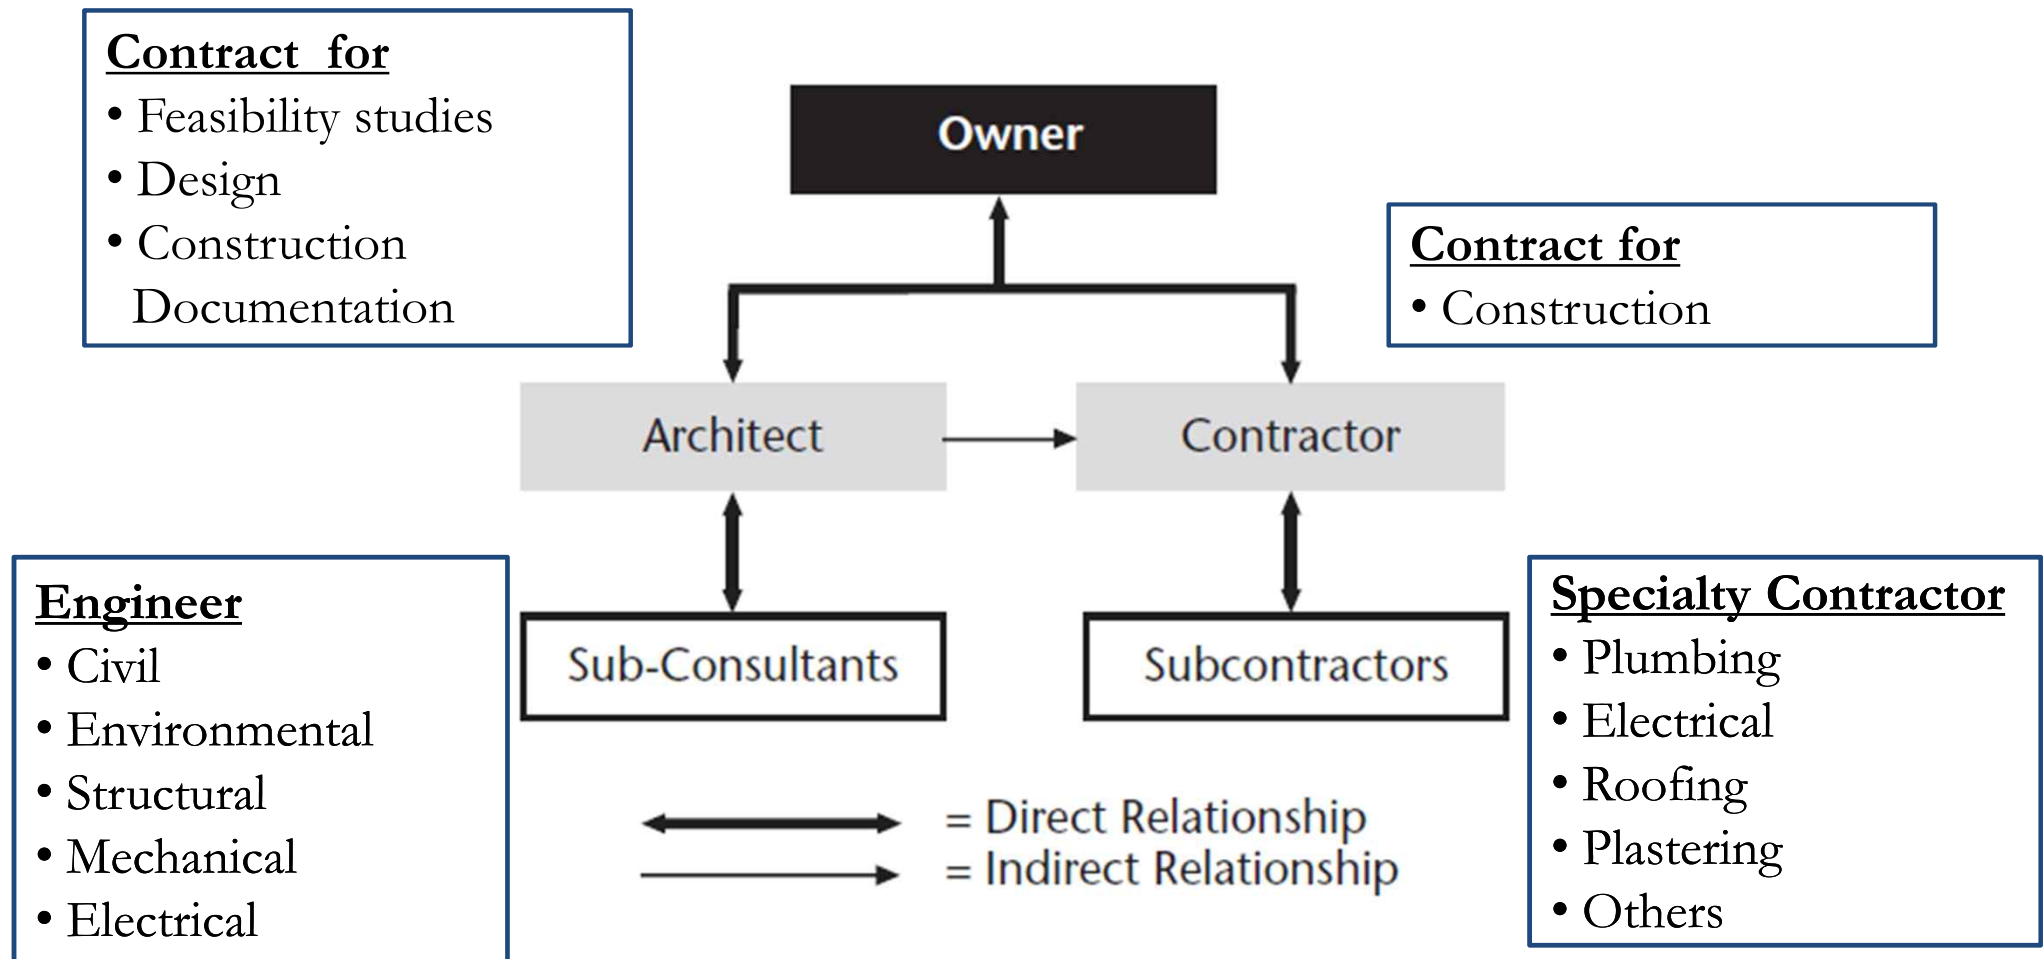 Contract for
• Feasibility studies
• Design
• Construction
Documentation
Owner
Contract for
• Construction
Architect
Contractor
Engineer
• Civil
• Environmental
• Structural
• Mechanical
• Electrical
Sub-Consultants
Subcontractors
Specialty Contractor
• Plumbing
• Electrical
• Roofing
• Plastering
• Others
= Direct Relationship
= Indirect Relationship